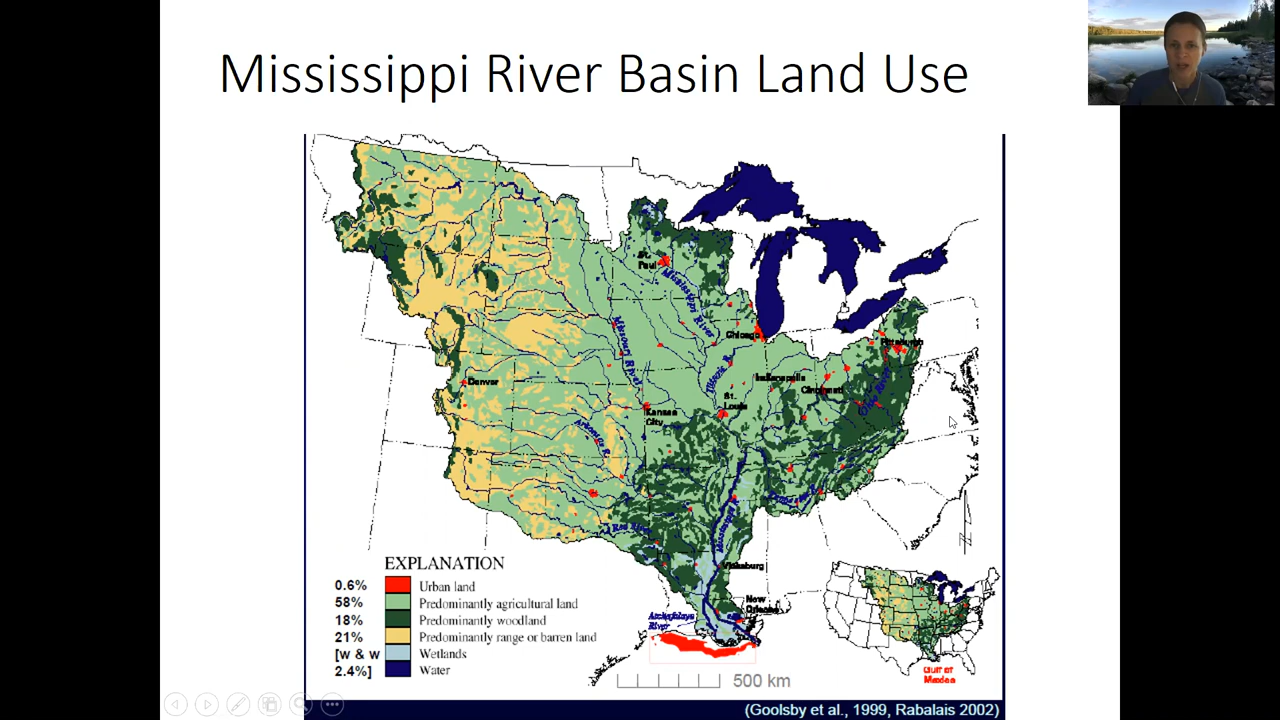 Mississippi River Basin Land Use
St.
Paul
Mississippi River
Chicago
Pittsburgh
Missouri River
Illinois R.
Indianapolis
Cincinnati
Ohio River
Denver
St.
Louis
Kansas
City
Arkansas R.
Red River
Mississippi R.
Vicksburg
New
Orleans
Atchafalaya
River
EXPLANATION
0.6% Urban land
58% Predominantly agricultural land
18% Predominantly woodland
21% Predominantly range or barren land
[w & w Wetlands
2.4%] Water
500 km
Gulf of
Mexico
(Goolsby et al., 1999, Rabalais 2002)